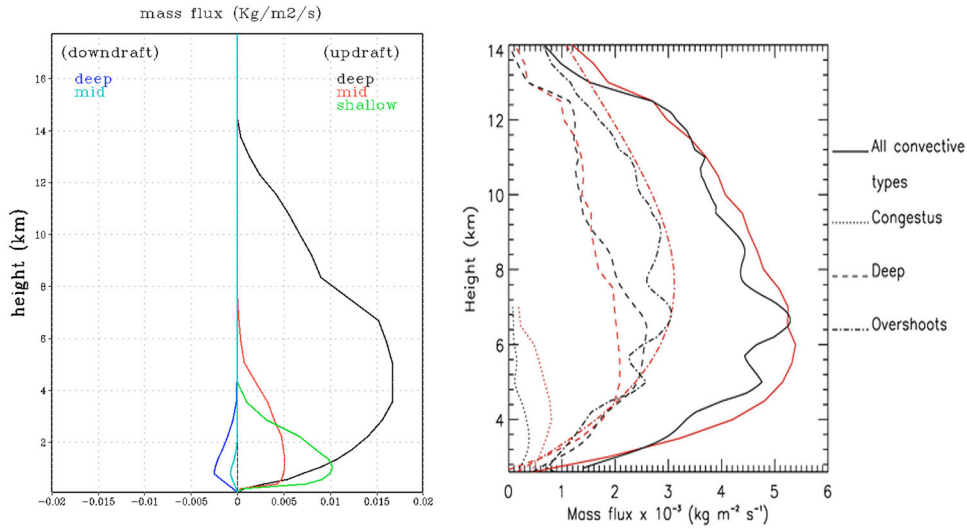 mass flux (Kg/m2/s)
(downdraft)
(updraft)
deep
mid
deep
mid
shallow
height (km)
16
14
12
10
8
6
4
2
−0.02
−0.015
−0.01
−0.005
0
0.005
0.01
0.015
0.02
14
12
10
8
6
4
Height (km)
0
1
2
3
4
5
6
Mass flux x 10⁻³ (kg m⁻² s⁻¹)
All convective
types
Congestus
Deep
Overshoots